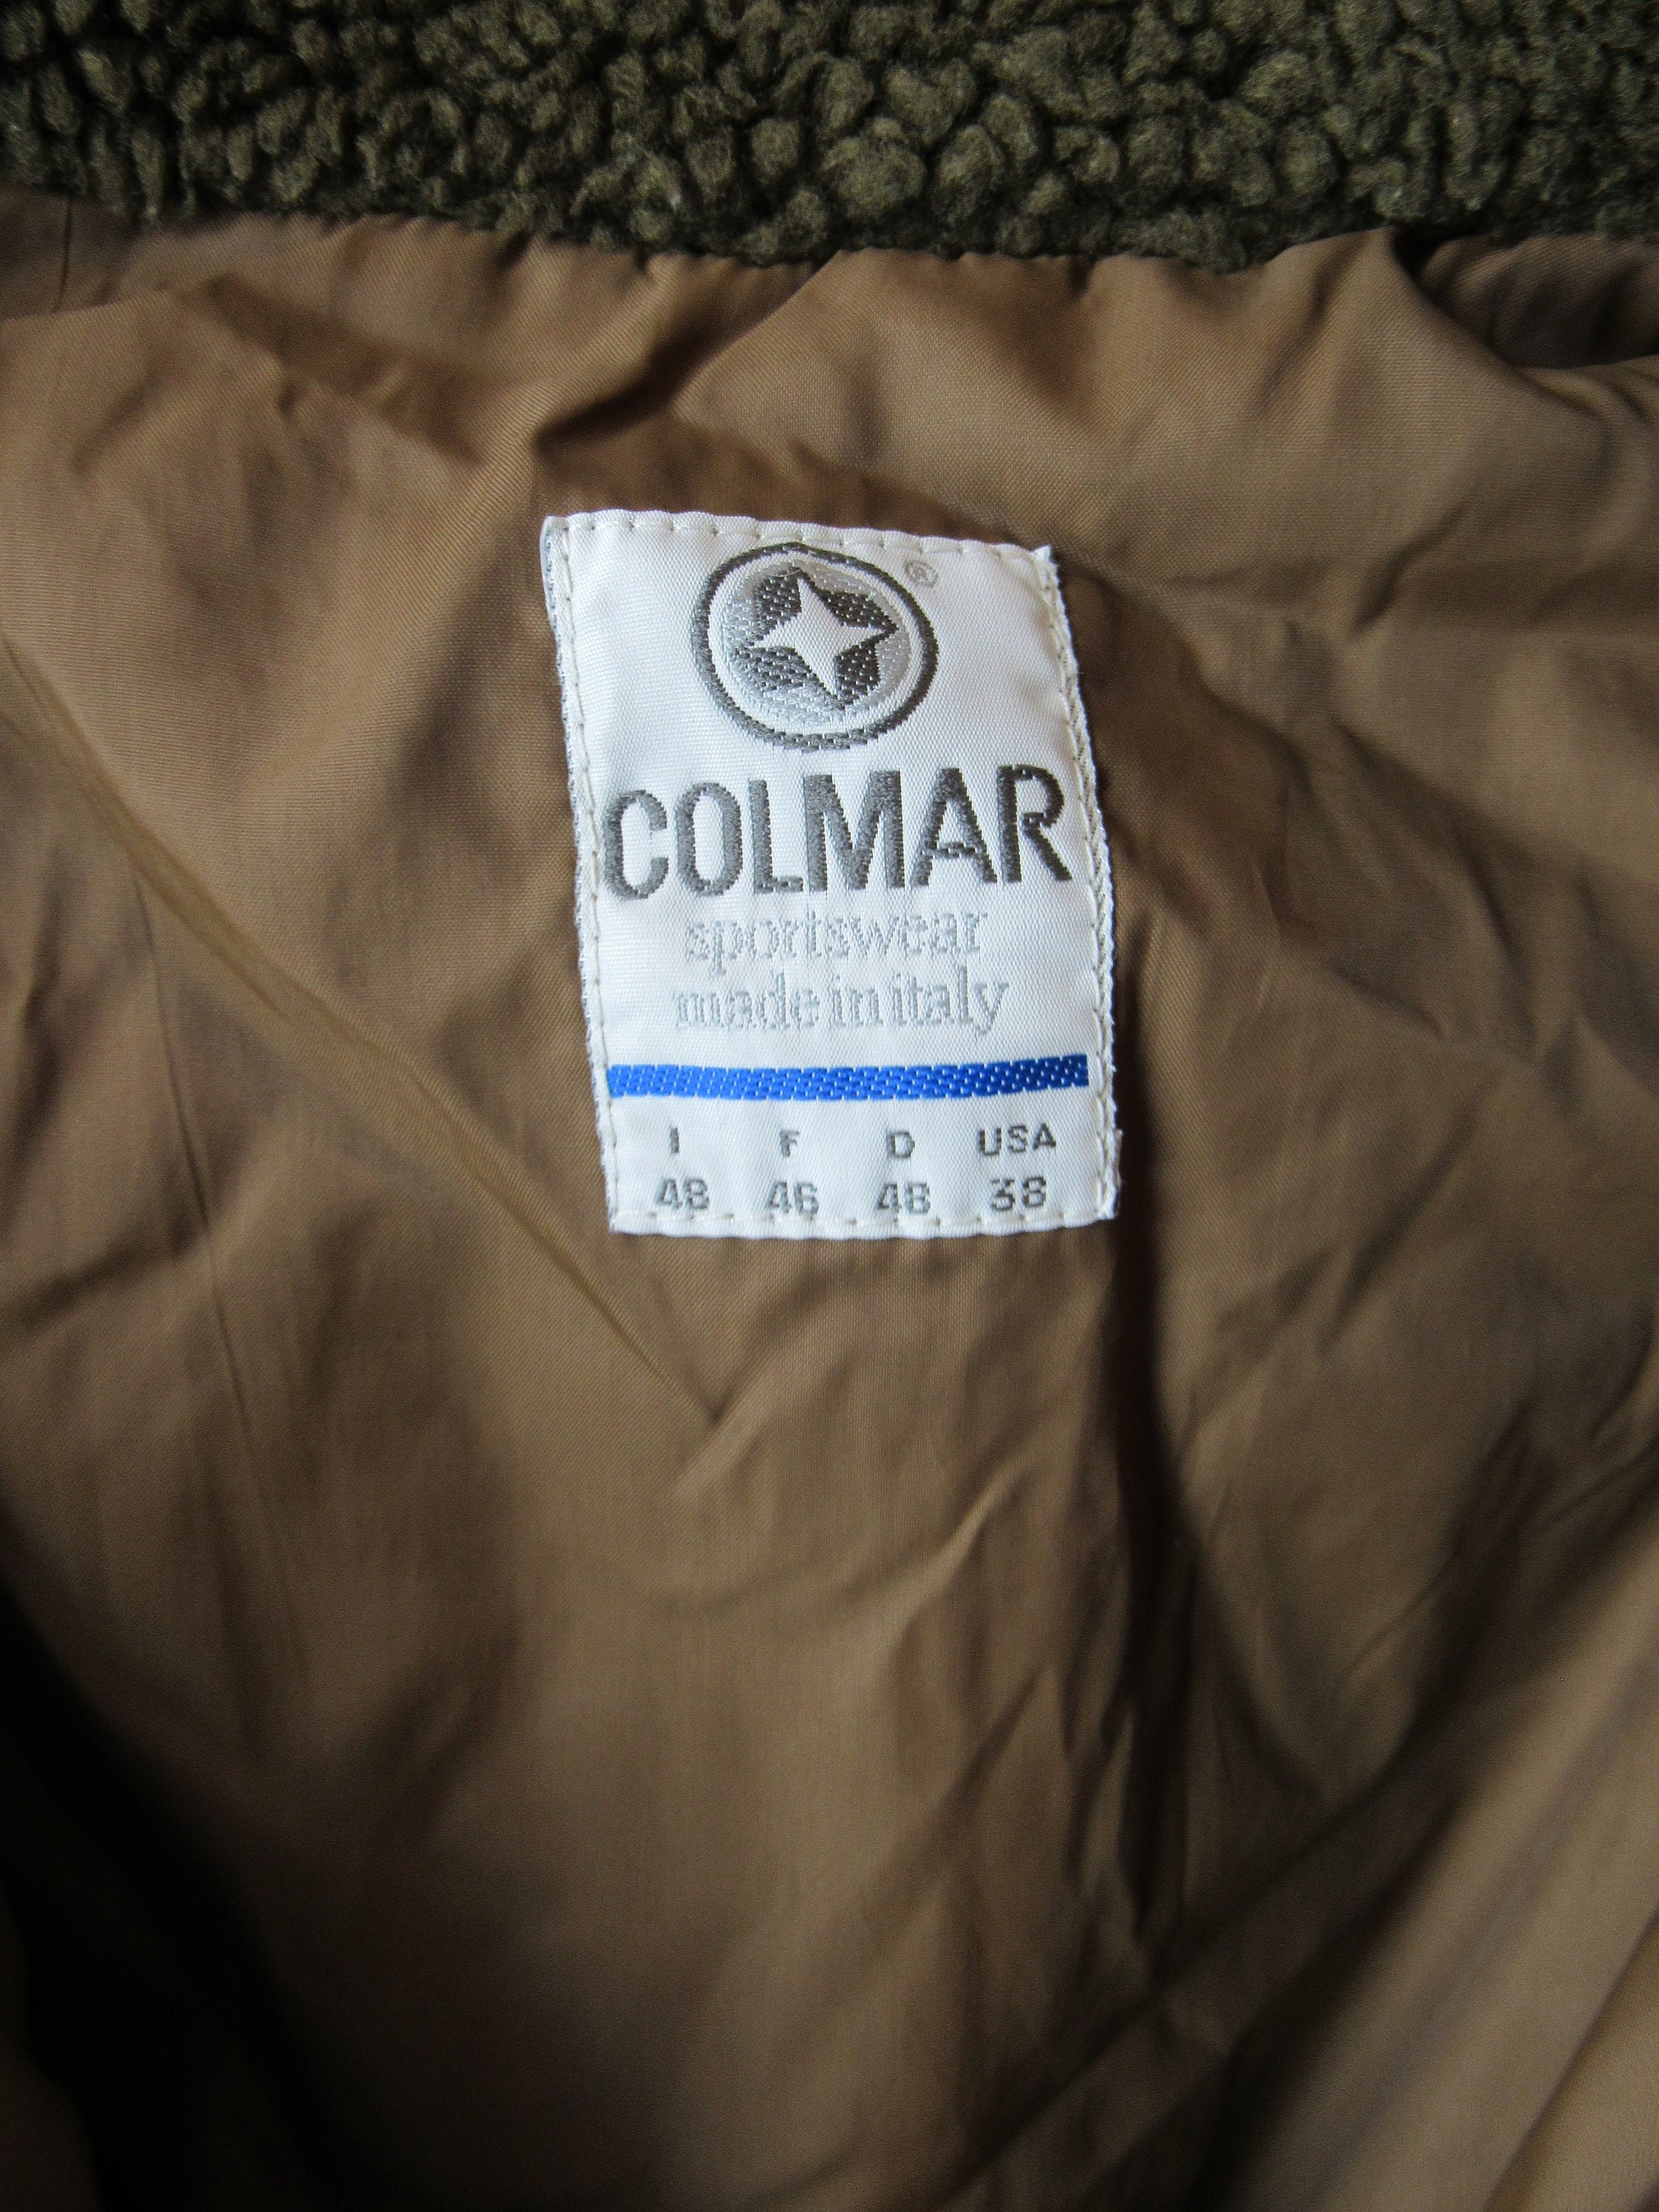 ®
COLMAR
sportswear
made in italy
I F D USA
48 46 48 38